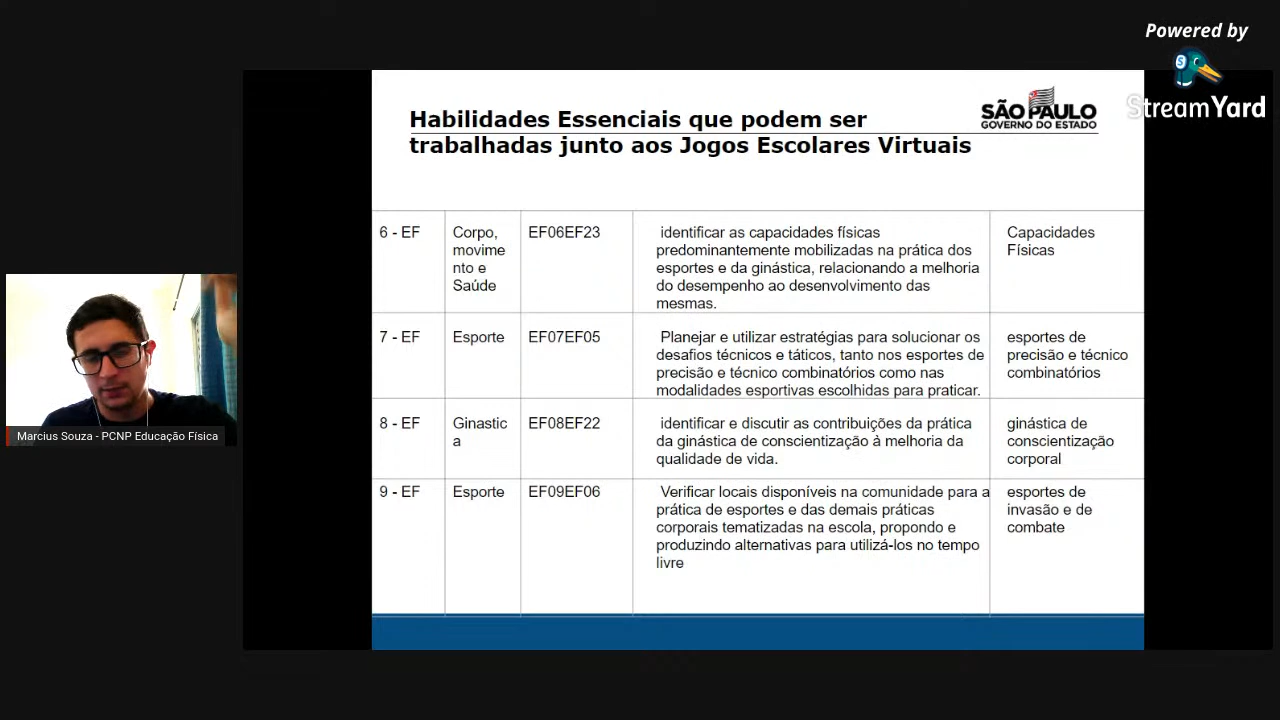 Powered by
StreamYard
Habilidades Essenciais que podem ser
trabalhadas junto aos Jogos Escolares Virtuais
SÃO PAULO
GOVERNO DO ESTADO
6 - EF
Corpo,
movime
nto e
Saúde
EF06EF23
identificar as capacidades físicas
predominantemente mobilizadas na prática dos
esportes e da ginástica, relacionando a melhoria
do desempenho ao desenvolvimento das
mesmas.
Capacidades
Físicas
7 - EF
Esporte
EF07EF05
Planejar e utilizar estratégias para solucionar os
desafios técnicos e táticos, tanto nos esportes de
precisão e técnico combinatórios como nas
modalidades esportivas escolhidas para praticar.
esportes de
precisão e técnico
combinatórios
8 - EF
Ginastic
a
EF08EF22
identificar e discutir as contribuições da prática
da ginástica de conscientização à melhoria da
qualidade de vida.
ginástica de
conscientização
corporal
9 - EF
Esporte
EF09EF06
Verificar locais disponíveis na comunidade para a
prática de esportes e das demais práticas
corporais tematizadas na escola, propondo e
produzindo alternativas para utilizá-los no tempo
livre
esportes de
invasão e de
combate
Marcius Souza - PCNP Educação Física